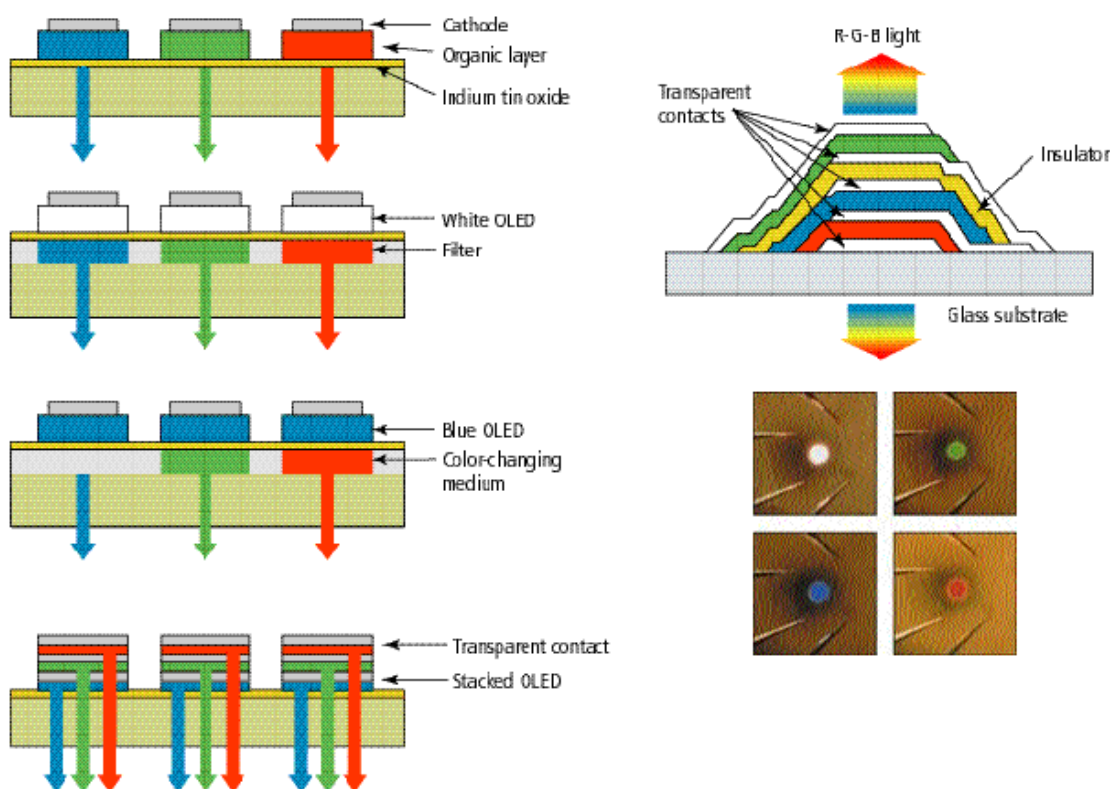 Cathode
Organic layer
Indium tin oxide
White OLED
Filter
Blue OLED
Color-changing
medium
Transparent contact
Stacked OLED
R-G-B light
Transparent
contacts
Insulator
Glass substrate